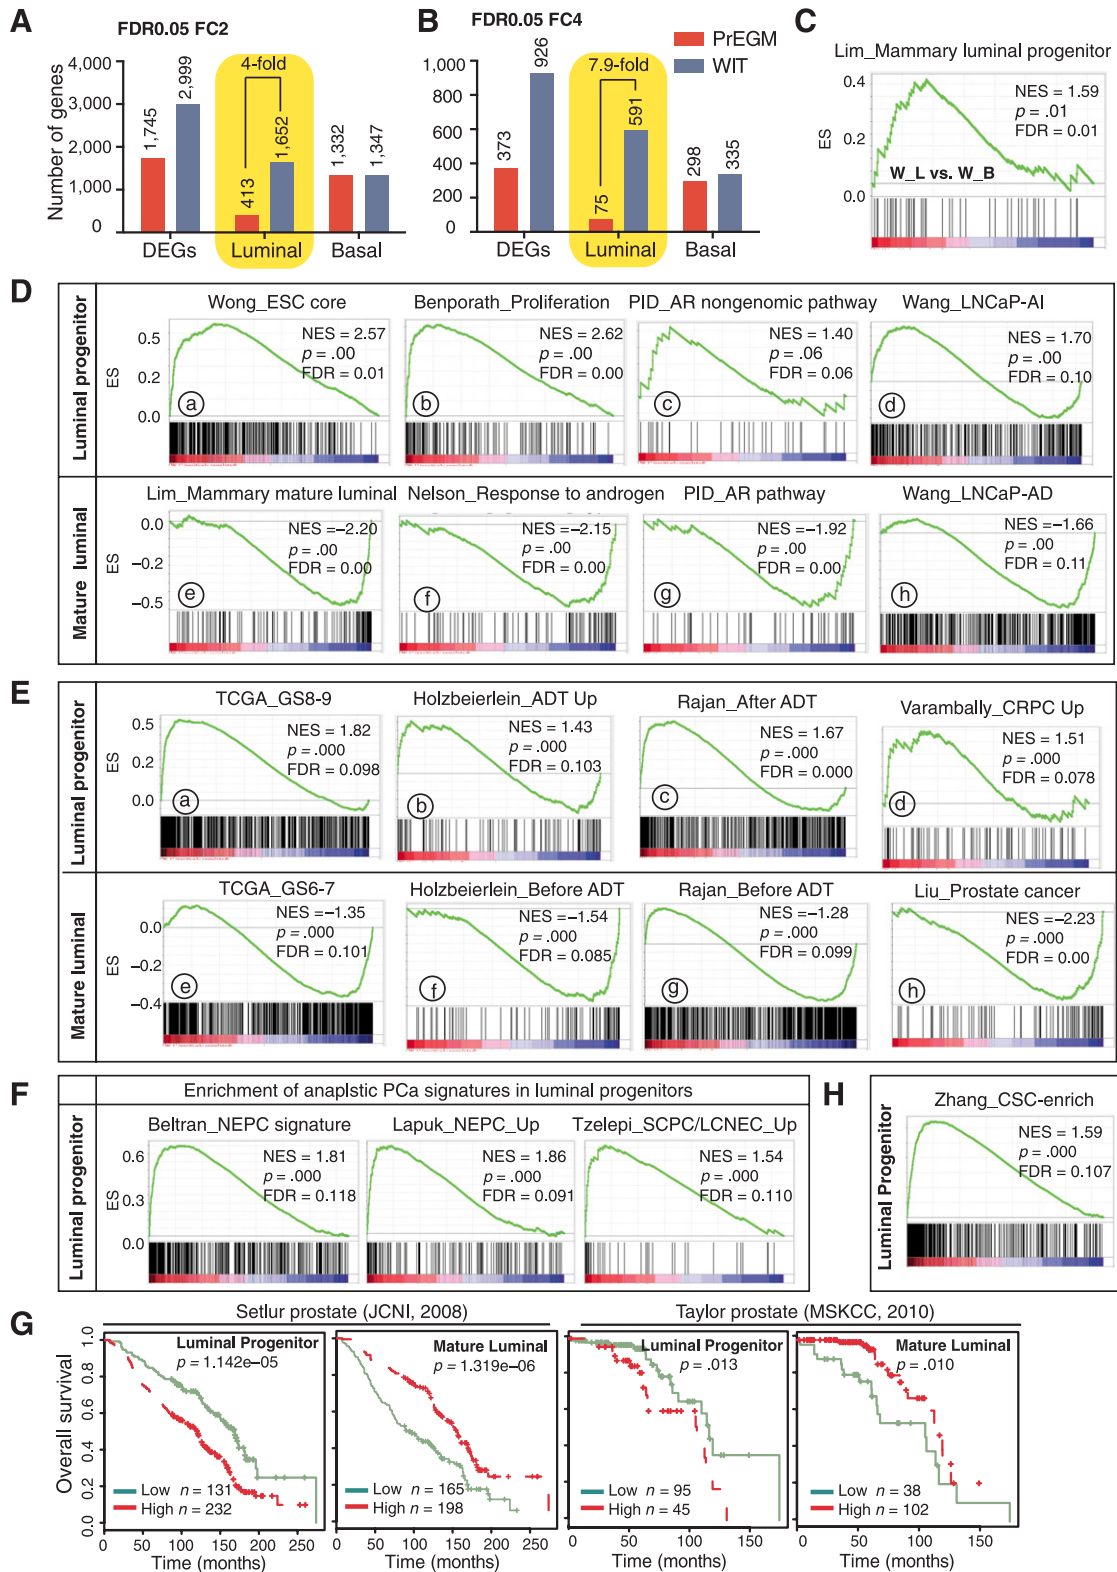 A
FDR0.05 FC2
Number of genes
4,000
3,000
2,000
1,000
0
1,745
2,999
4-fold
413
1,652
1,332
1,347
DEGs
Luminal
Basal
B
FDR0.05 FC4
1,000
800
600
400
200
0
373
926
7.9-fold
75
591
298
335
DEGs
Luminal
Basal
PrEGM
WIT
C
Lim_Mammary luminal progenitor
ES
0.4
0.2
0.0
NES = 1.59
p = .01
FDR = 0.01
W_L vs. W_B
D
Luminal progenitor
ES
0.5
0.2
0.0
Wong_ESC core
NES = 2.57
p = .00
FDR = 0.01
a
Benporath_Proliferation
NES = 2.62
p = .00
FDR = 0.00
b
PID_AR nongenomic pathway
NES = 1.40
p = .06
FDR = 0.06
c
Wang_LNCaP-AI
NES = 1.70
p = .00
FDR = 0.10
d
Mature luminal
ES
0.0
−0.2
−0.5
Lim_Mammary mature luminal
NES = −2.20
p = .00
FDR = 0.00
e
Nelson_Response to androgen
NES = −2.15
p = .00
FDR = 0.00
f
PID_AR pathway
NES = −1.92
p = .00
FDR = 0.00
g
Wang_LNCaP-AD
NES = −1.66
p = .00
FDR = 0.11
h
E
Luminal progenitor
ES
0.5
0.2
0.0
TCGA_GS8-9
NES = 1.82
p = .000
FDR = 0.098
a
Holzbeierlein_ADT Up
NES = 1.43
p = .000
FDR = 0.103
b
Rajan_After ADT
NES = 1.67
p = .000
FDR = 0.000
c
Varambally_CRPC Up
NES = 1.51
p = .000
FDR = 0.078
d
Mature luminal
ES
0.0
−0.2
−0.4
TCGA_GS6-7
NES = −1.35
p = .000
FDR = 0.101
e
Holzbeierlein_Before ADT
NES = −1.54
p = .000
FDR = 0.085
f
Rajan_Before ADT
NES = −1.28
p = .000
FDR = 0.099
g
Liu_Prostate cancer
NES = −2.23
p = .000
FDR = 0.00
h
F
Enrichment of anaplstic PCa signatures in luminal progenitors
Luminal progenitor
ES
0.6
0.3
0.0
Beltran_NEPC signature
NES = 1.81
p = .000
FDR = 0.118
Lapuk_NEPC_Up
NES = 1.86
p = .000
FDR = 0.091
Tzelepi_SCPC/LCNEC_Up
NES = 1.54
p = .000
FDR = 0.110
H
Luminal Progenitor
Zhang_CSC-enrich
NES = 1.59
p = .000
FDR = 0.107
G
Setlur prostate (JCNI, 2008)
Overall survival
1.0
0.8
0.6
0.4
0.2
0.0
Luminal Progenitor
p = 1.142e−05
Low n = 131
High n = 232
0 50 100 150 200 250
Time (months)
Mature Luminal
p = 1.319e−06
Low n = 165
High n = 198
0 50 100 150 200 250
Time (months)
Taylor prostate (MSKCC, 2010)
Luminal Progenitor
p = .013
Low n = 95
High n = 45
0 50 100 150
Time (months)
Mature Luminal
p = .010
Low n = 38
High n = 102
0 50 100 150
Time (months)